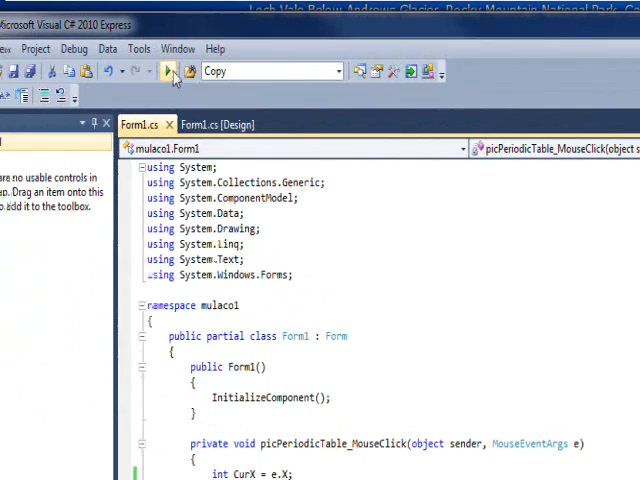 Loch Vale Below Andrews Glacier, Rocky Mountain National Park, Co
Microsoft Visual C# 2010 Express
ew Project Debug Data Tools Window Help
Copy
Form1.cs Form1.cs [Design]
mulaco1.Form1 picPeriodicTable_MouseClick(object s
are no usable controls in
up. Drag an item onto this
to add it to the toolbox.
using System;
using System.Collections.Generic;
using System.ComponentModel;
using System.Data;
using System.Drawing;
using System.Linq;
using System.Text;
using System.Windows.Forms;
namespace mulaco1
{
public partial class Form1 : Form
{
public Form1()
{
InitializeComponent();
}
private void picPeriodicTable_MouseClick(object sender, MouseEventArgs e)
{
int CurX = e.X;